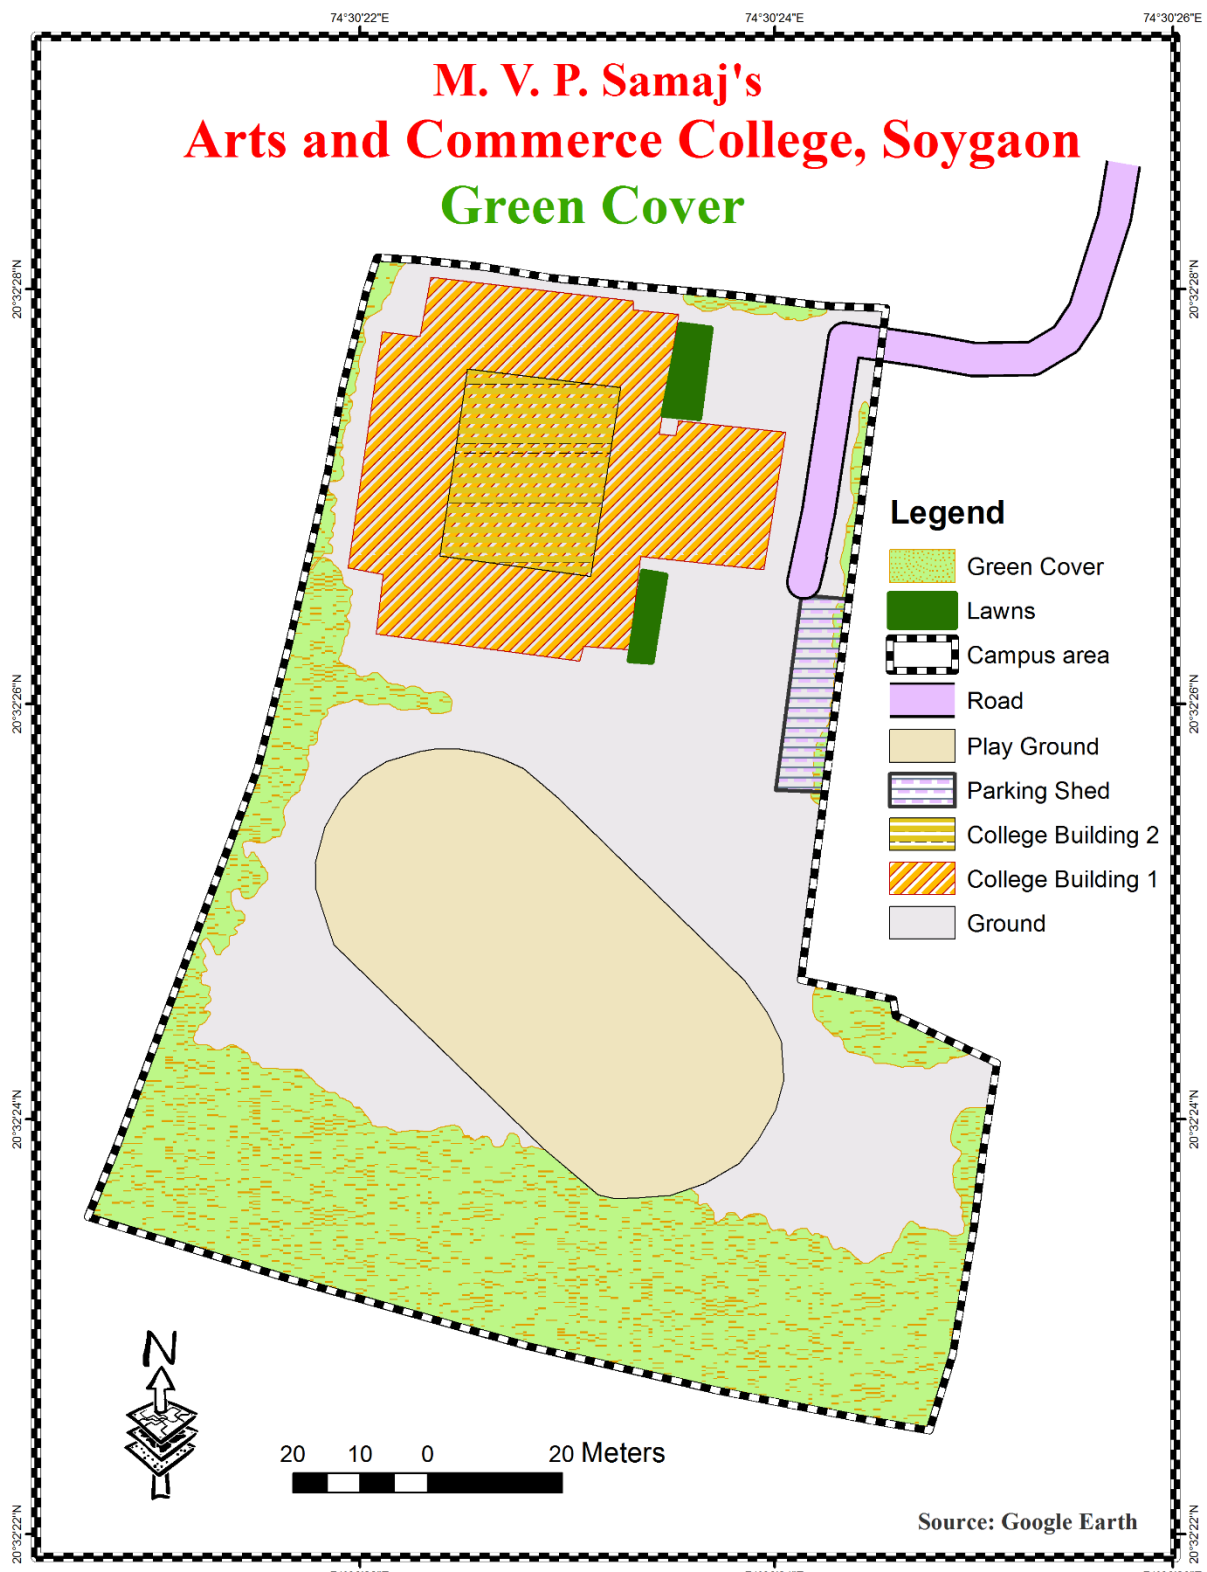 74°30'22"E
74°30'24"E
74°30'26"E
M. V. P. Samaj's
Arts and Commerce College, Soygaon
Green Cover
20°32'28"N
20°32'28"N
Legend
Green Cover
Lawns
Campus area
Road
Play Ground
Parking Shed
College Building 2
College Building 1
Ground
20°32'26"N
20°32'26"N
20°32'24"N
20°32'24"N
N
20 10 0 20 Meters
Source: Google Earth
20°32'22"N
20°32'22"N